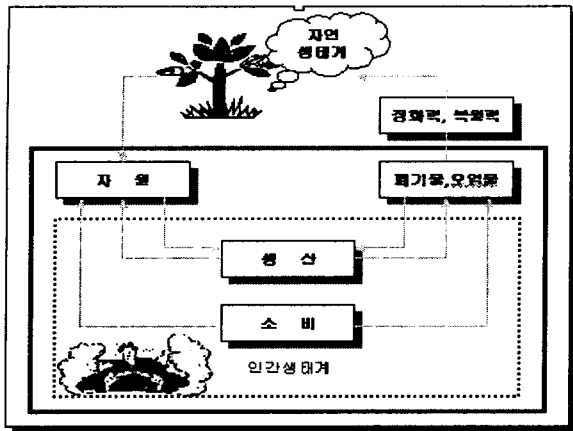 자연
생태계
정화력, 복원력
자 원
폐기물,오염물
생 산
소 비
인간생태계